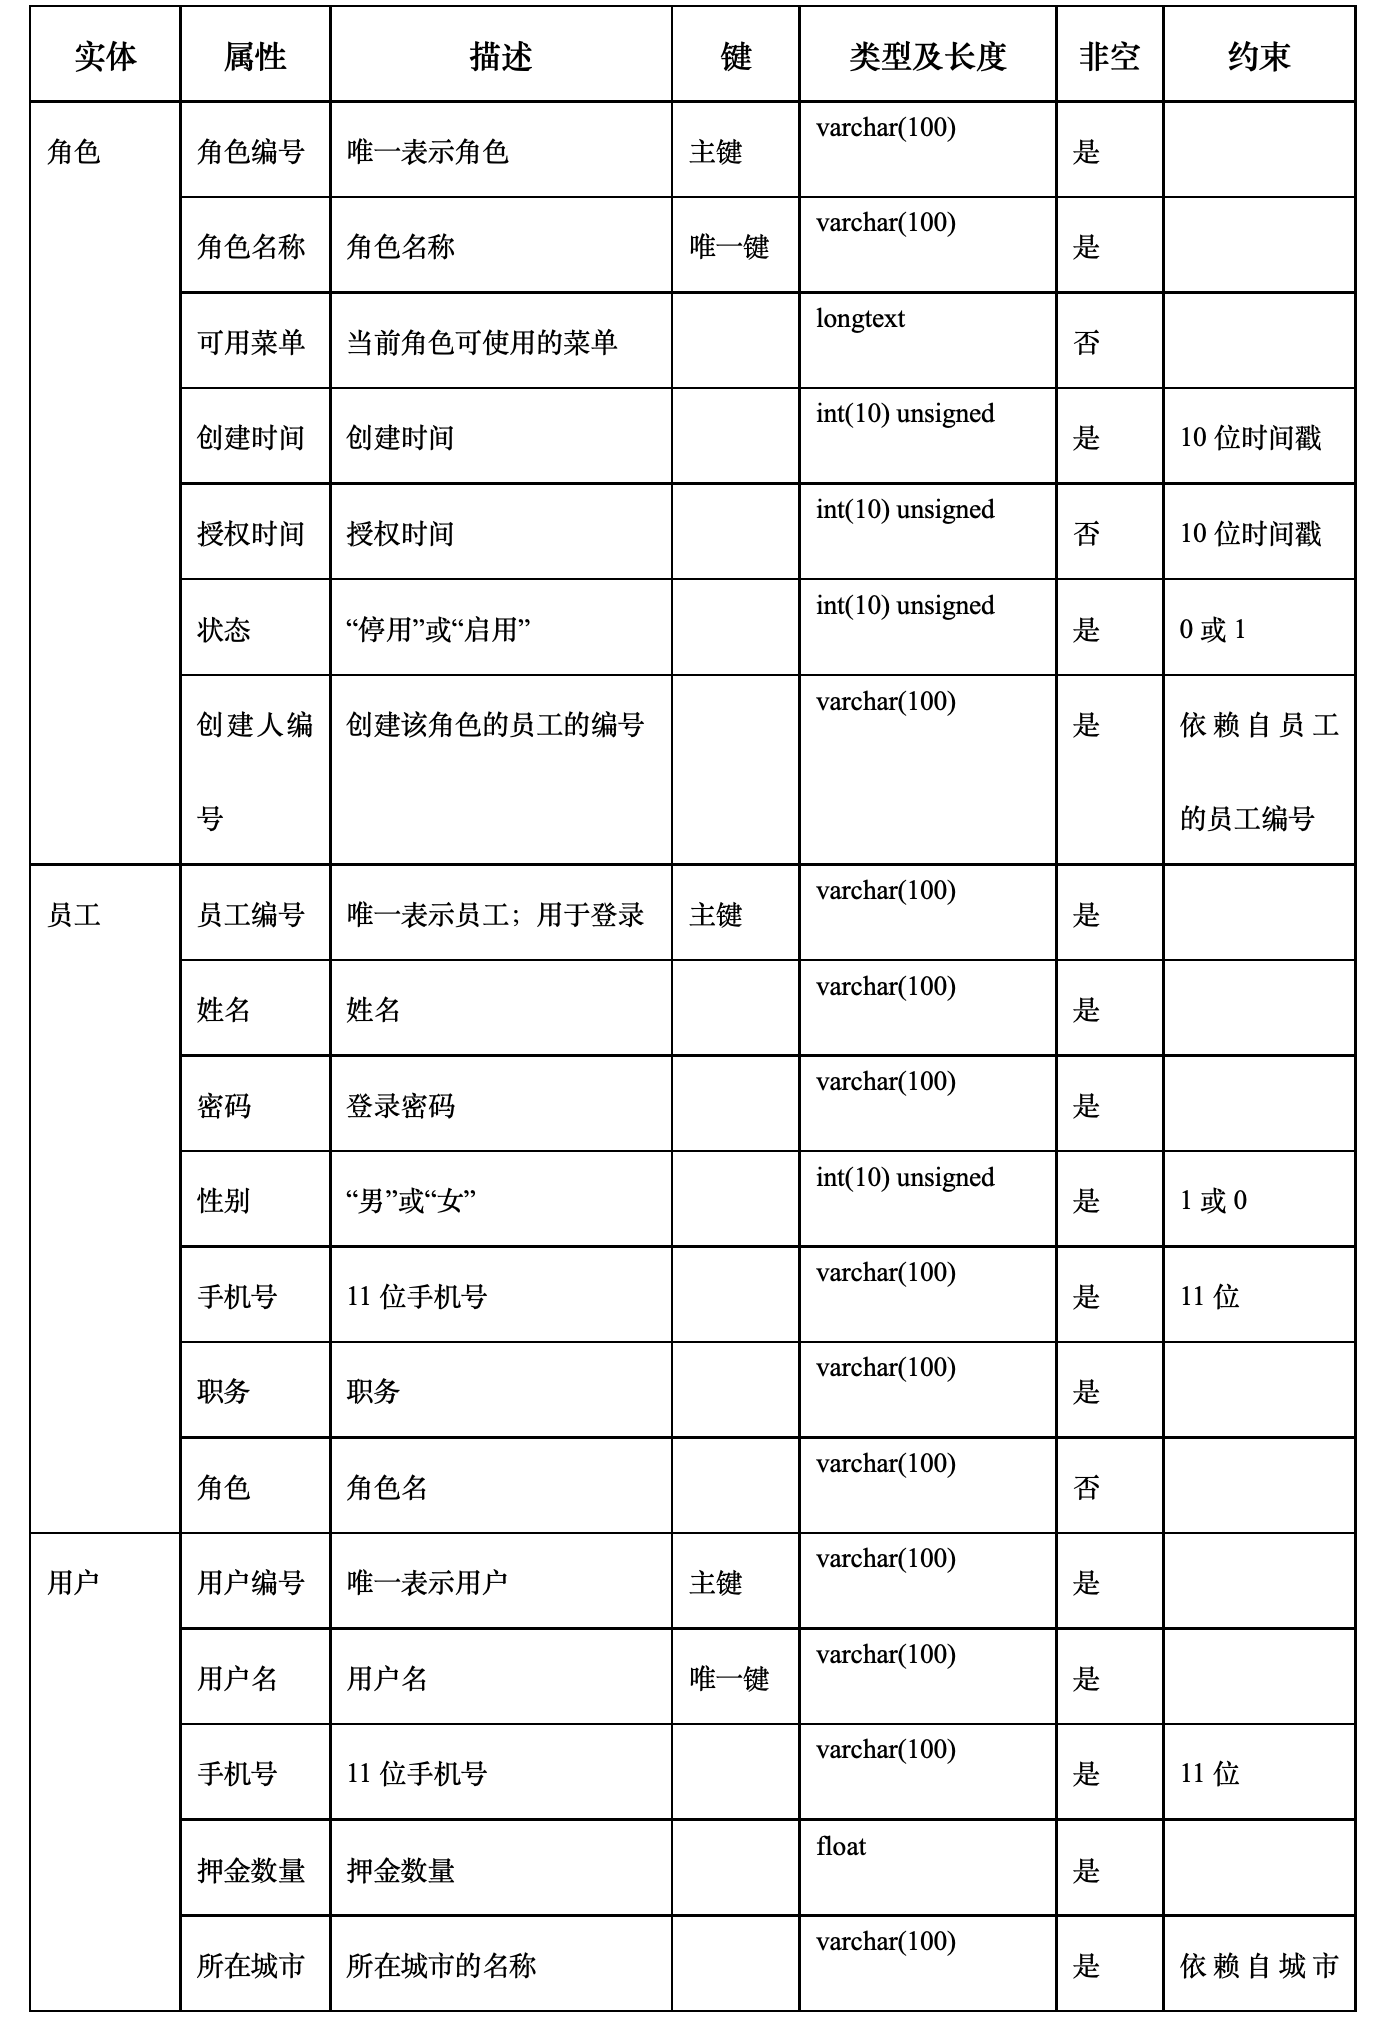 实体 属性 描述 键 类型及长度 非空 约束
角色 角色编号 唯一表示角色 主键 varchar(100) 是
角色名称 角色名称 唯一键 varchar(100) 是
可用菜单 当前角色可使用的菜单 longtext 否
创建时间 创建时间 int(10) unsigned 是 10 位时间戳
授权时间 授权时间 int(10) unsigned 否 10 位时间戳
状态 “停用”或“启用” int(10) unsigned 是 0 或 1
创建人编 创建该角色的员工的编号 varchar(100) 是 依赖自员工
号 的员工编号
员工 员工编号 唯一表示员工；用于登录 主键 varchar(100) 是
姓名 姓名 varchar(100) 是
密码 登录密码 varchar(100) 是
性别 “男”或“女” int(10) unsigned 是 1 或 0
手机号 11 位手机号 varchar(100) 是 11 位
职务 职务 varchar(100) 是
角色 角色名 varchar(100) 否
用户 用户编号 唯一表示用户 主键 varchar(100) 是
用户名 用户名 唯一键 varchar(100) 是
手机号 11 位手机号 varchar(100) 是 11 位
押金数量 押金数量 float 是
所在城市 所在城市的名称 varchar(100) 是 依赖自城市